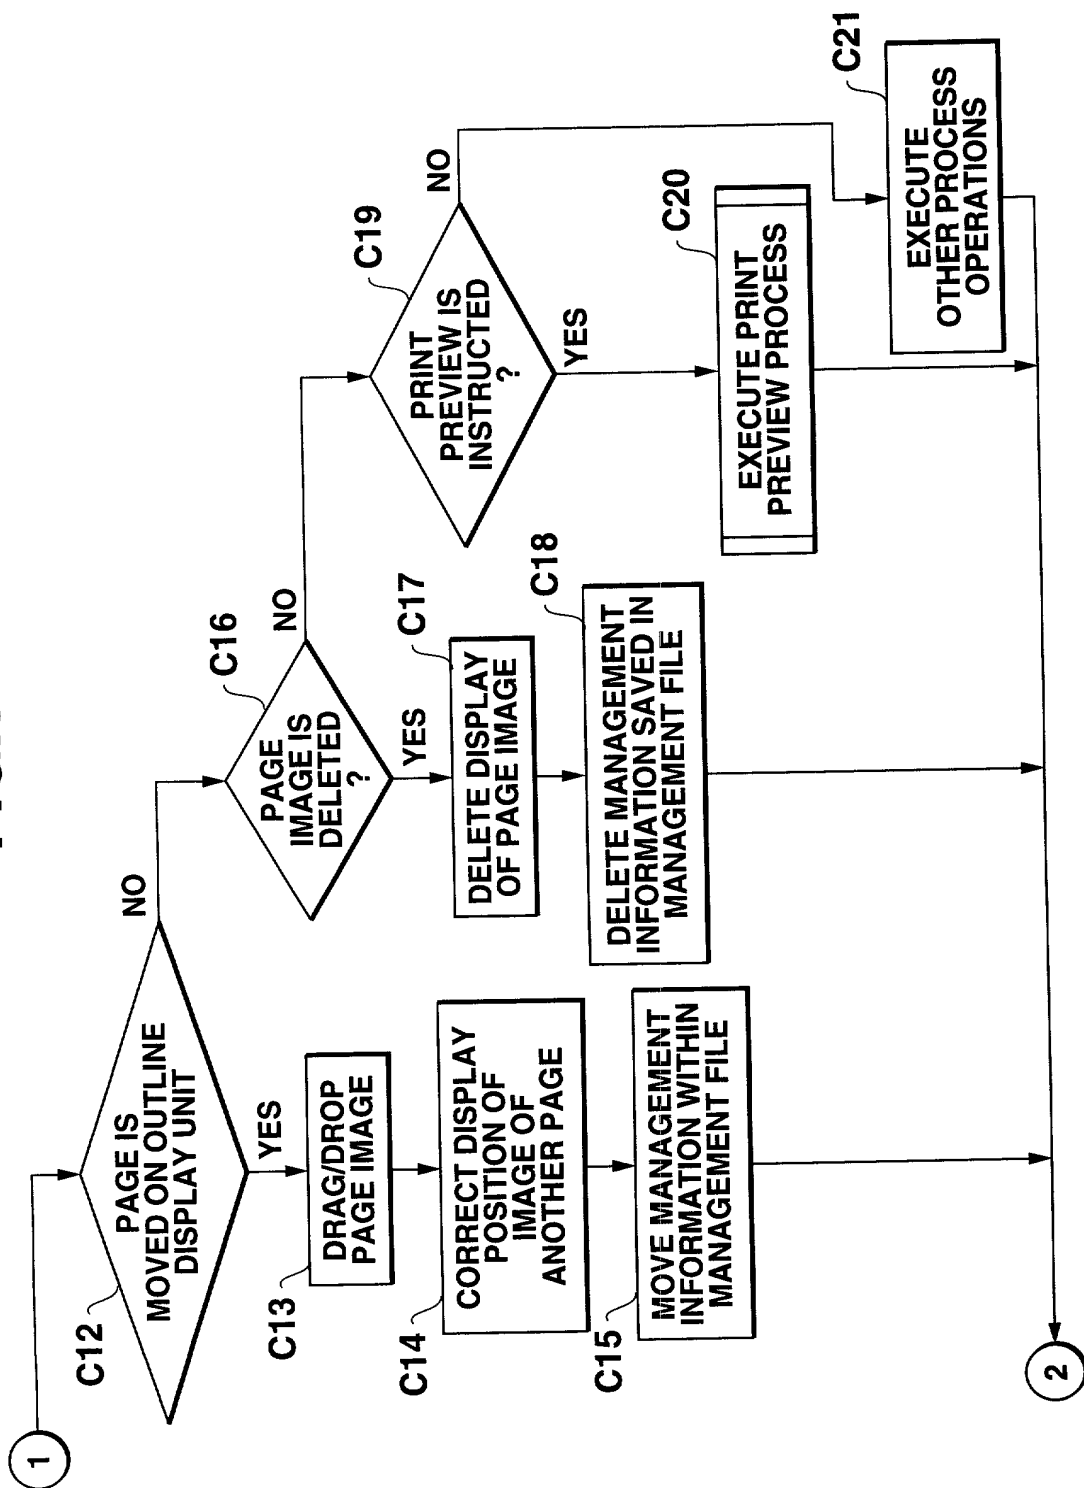 1
C12
PAGE IS
MOVED ON OUTLINE
DISPLAY UNIT
NO
YES
C13
DRAG/DROP
PAGE IMAGE
C14
CORRECT DISPLAY
POSITION OF
IMAGE OF
ANOTHER PAGE
C15
MOVE MANAGEMENT
INFORMATION WITHIN
MANAGEMENT FILE
C16
PAGE
IMAGE IS
DELETED
?
NO
YES
C17
DELETE DISPLAY
OF PAGE IMAGE
C18
DELETE MANAGEMENT
INFORMATION SAVED IN
MANAGEMENT FILE
C19
PRINT
PREVIEW IS
INSTRUCTED
?
NO
YES
C20
EXECUTE PRINT
PREVIEW PROCESS
C21
EXECUTE
OTHER PROCESS
OPERATIONS
2